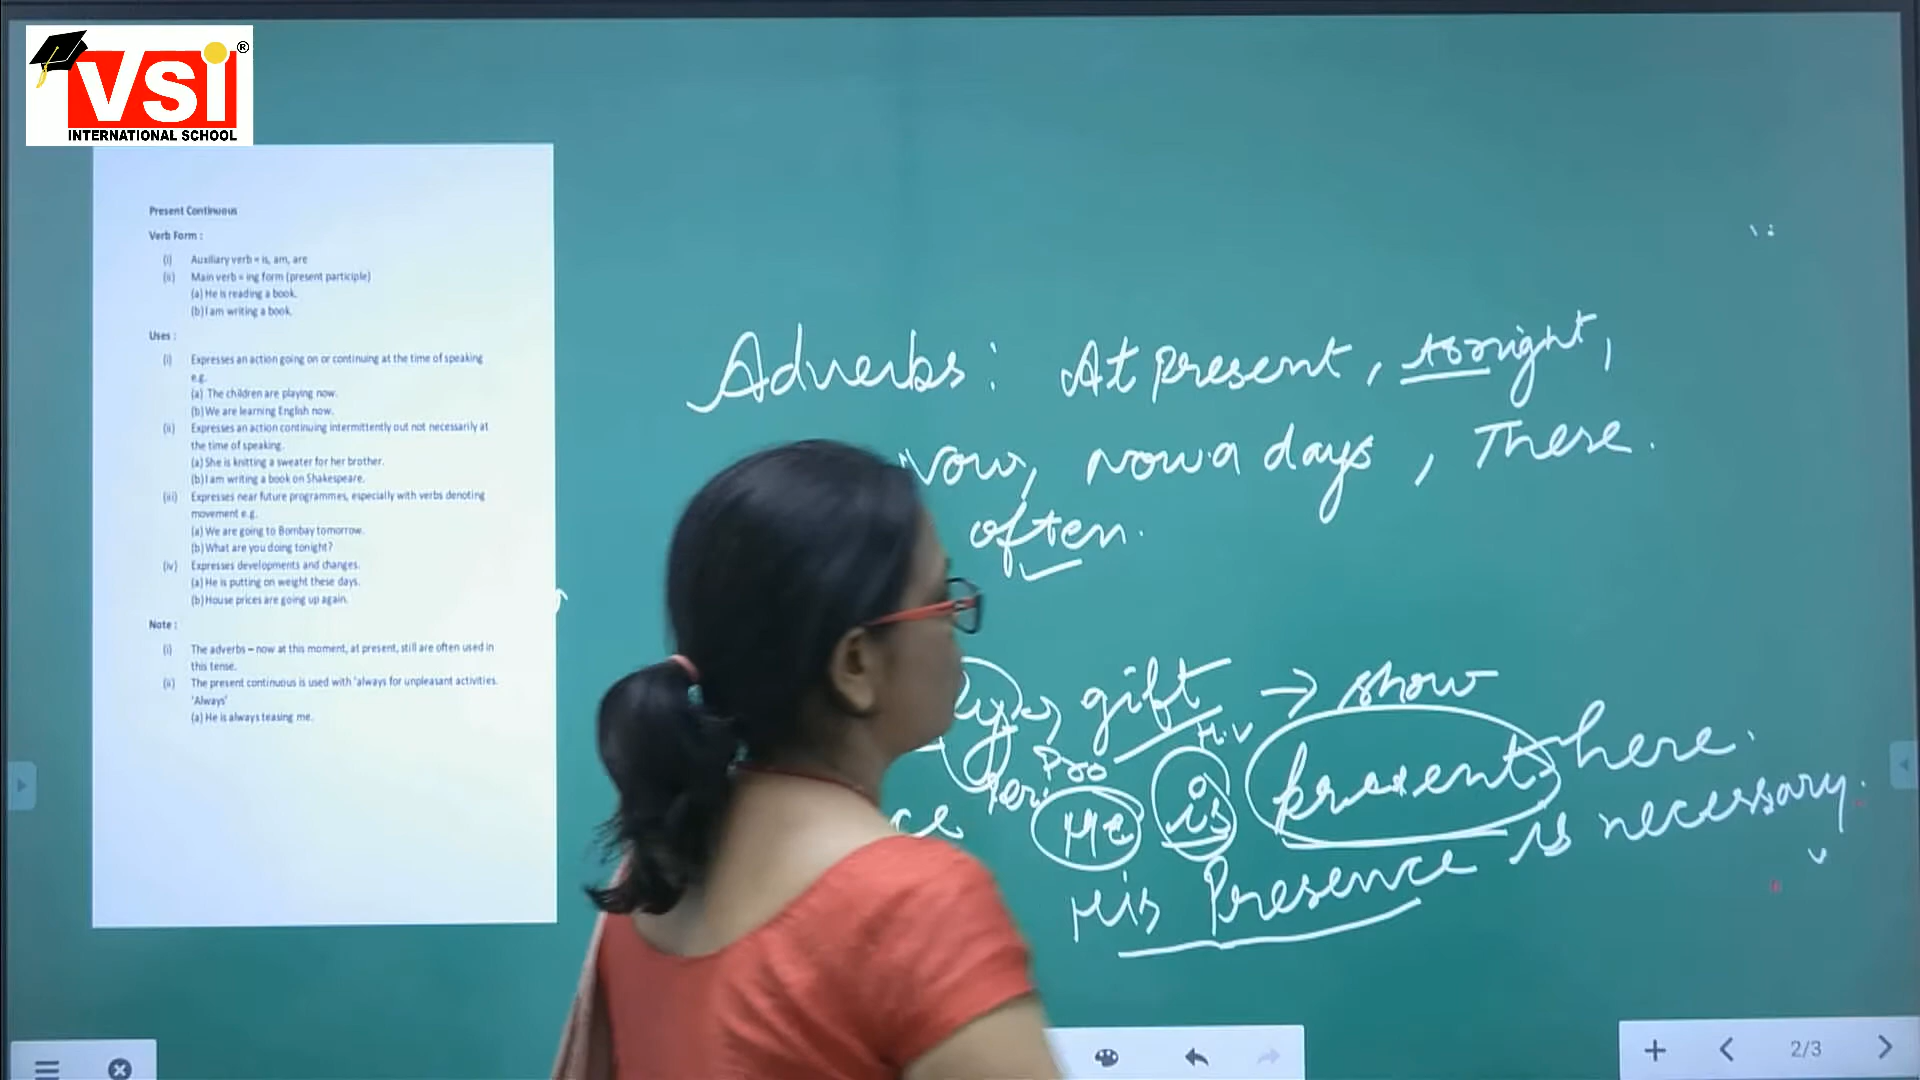 VSI ®
INTERNATIONAL SCHOOL
Present Continuous
Verb Form :
(i) Auxiliary verb = is, am, are
(ii) Main verb = ing form (present participle)
(a) He is reading a book.
(b) I am writing a book.
Uses :
(i) Expresses an action going on or continuing at the time of speaking
e.g.
(a) The children are playing now.
(b) We are learning English now.
(ii) Expresses an action continuing intermittently out not necessarily at
the time of speaking.
(a) She is knitting a sweater for her brother.
(b) I am writing a book on Shakespeare.
(iii) Expresses near future programmes, especially with verbs denoting
movement e.g.
(a) We are going to Bombay tomorrow.
(b) What are you doing tonight?
(iv) Expresses developments and changes.
(a) He is putting on weight these days.
(b) House prices are going up again.
Note :
(i) The adverbs – now at this moment, at present, still are often used in
this tense.
(ii) The present continuous is used with 'always for unpleasant activities.
'Always'
(a) He is always teasing me.
Adverbs : At present, tonight,
Now, Nowa days, These.
often.
gift → show
H.V
Pro
He is present here.
ce
His Presence is necessary.
2/3